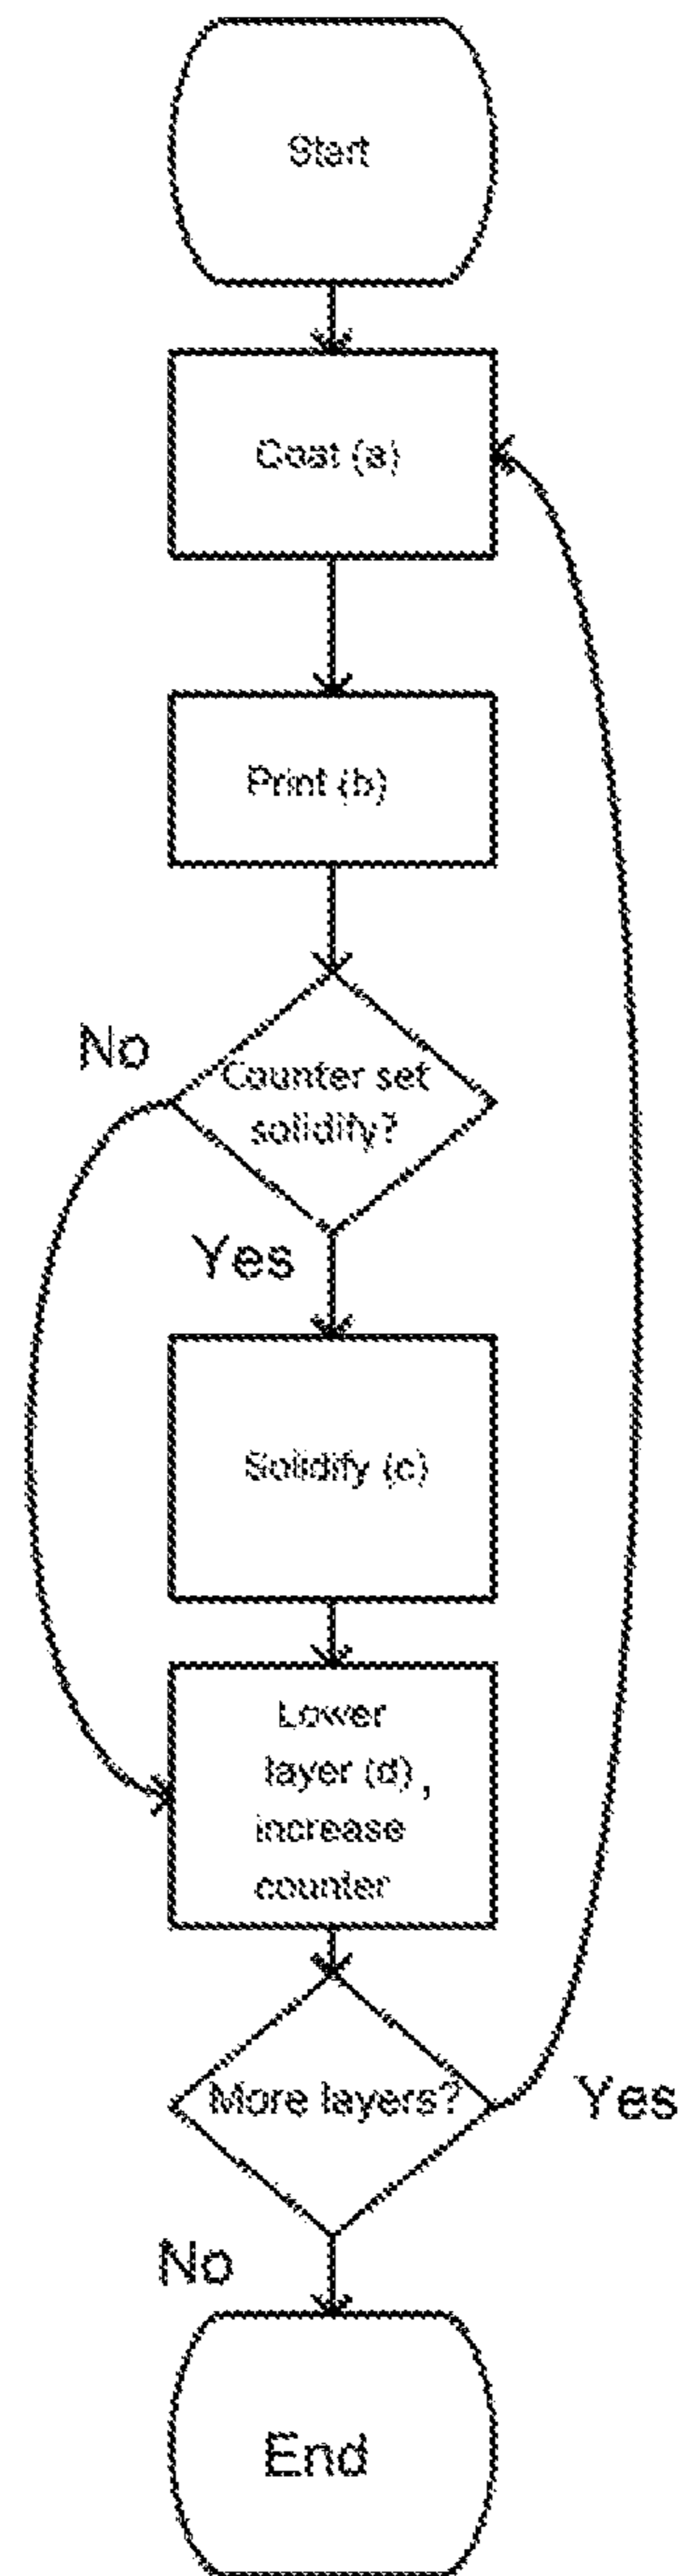 Start
Coat (a)
Print (b)
No
Counter set
solidify?
Yes
Solidify (c)
Lower
layer (d),
increase
counter
More layers?
Yes
No
End